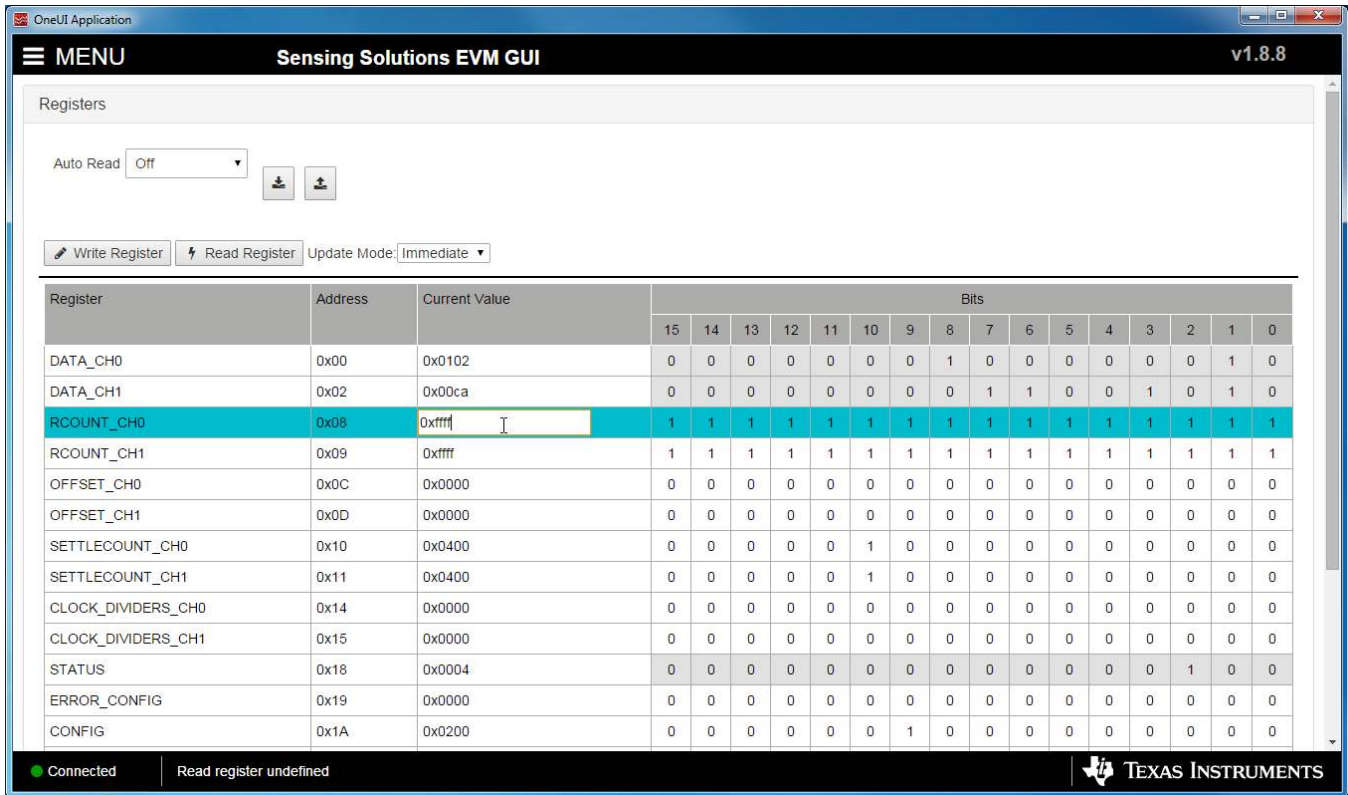 OneUI Application
MENU Sensing Solutions EVM GUI v1.8.8
Registers
Auto Read Off
Write Register Read Register Update Mode: Immediate
Register Address Current Value Bits
15 14 13 12 11 10 9 8 7 6 5 4 3 2 1 0
DATA_CH0 0x00 0x0102 0 0 0 0 0 0 0 1 0 0 0 0 0 0 1 0
DATA_CH1 0x02 0x00ca 0 0 0 0 0 0 0 0 1 1 0 0 1 0 1 0
RCOUNT_CH0 0x08 0xffff 1 1 1 1 1 1 1 1 1 1 1 1 1 1 1 1
RCOUNT_CH1 0x09 0xffff 1 1 1 1 1 1 1 1 1 1 1 1 1 1 1 1
OFFSET_CH0 0x0C 0x0000 0 0 0 0 0 0 0 0 0 0 0 0 0 0 0 0
OFFSET_CH1 0x0D 0x0000 0 0 0 0 0 0 0 0 0 0 0 0 0 0 0 0
SETTLECOUNT_CH0 0x10 0x0400 0 0 0 0 0 1 0 0 0 0 0 0 0 0 0 0
SETTLECOUNT_CH1 0x11 0x0400 0 0 0 0 0 1 0 0 0 0 0 0 0 0 0 0
CLOCK_DIVIDERS_CH0 0x14 0x0000 0 0 0 0 0 0 0 0 0 0 0 0 0 0 0 0
CLOCK_DIVIDERS_CH1 0x15 0x0000 0 0 0 0 0 0 0 0 0 0 0 0 0 0 0 0
STATUS 0x18 0x0004 0 0 0 0 0 0 0 0 0 0 0 0 0 1 0 0
ERROR_CONFIG 0x19 0x0000 0 0 0 0 0 0 0 0 0 0 0 0 0 0 0 0
CONFIG 0x1A 0x0200 0 0 0 0 0 0 1 0 0 0 0 0 0 0 0 0
Connected Read register undefined TEXAS INSTRUMENTS